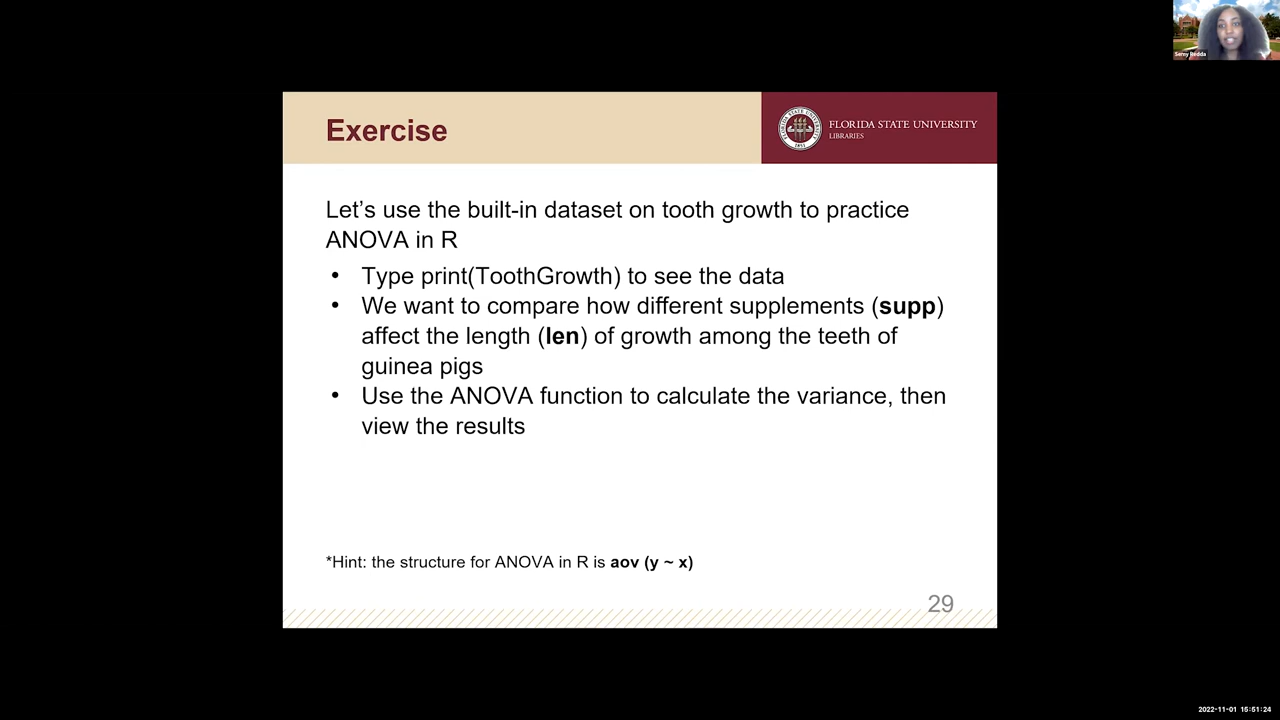 Samy Redda
Exercise
FLORIDA STATE UNIVERSITY
LIBRARIES
Let’s use the built-in dataset on tooth growth to practice
ANOVA in R
• Type print(ToothGrowth) to see the data
• We want to compare how different supplements (supp)
affect the length (len) of growth among the teeth of
guinea pigs
• Use the ANOVA function to calculate the variance, then
view the results
*Hint: the structure for ANOVA in R is aov (y ~ x)
29
2022-11-01 15:51:24